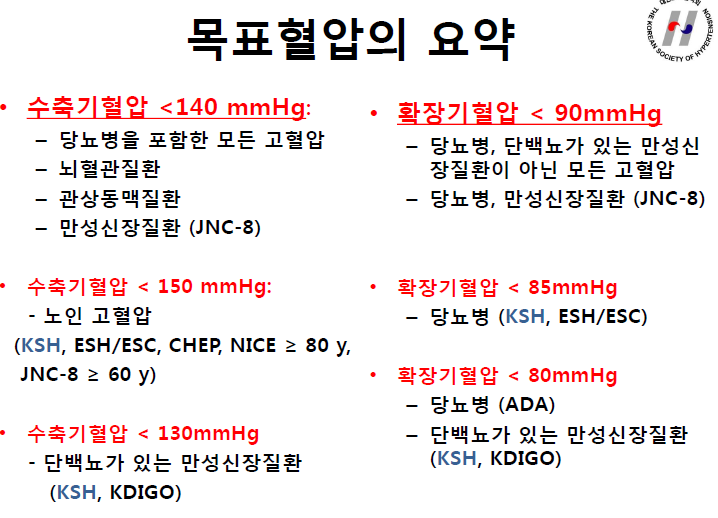 목표혈압의 요약
THE KOREAN SOCIETY OF HYPERTENSION
• 수축기혈압 <140 mmHg:
– 당뇨병을 포함한 모든 고혈압
– 뇌혈관질환
– 관상동맥질환
– 만성신장질환 (JNC-8)
• 수축기혈압 < 150 mmHg:
- 노인 고혈압
(KSH, ESH/ESC, CHEP, NICE ≥ 80 y,
JNC-8 ≥ 60 y)
• 수축기혈압 < 130mmHg
- 단백뇨가 있는 만성신장질환
(KSH, KDIGO)
• 확장기혈압 < 90mmHg
– 당뇨병, 단백뇨가 있는 만성신
장질환이 아닌 모든 고혈압
– 당뇨병, 만성신장질환 (JNC-8)
• 확장기혈압 < 85mmHg
– 당뇨병 (KSH, ESH/ESC)
• 확장기혈압 < 80mmHg
– 당뇨병 (ADA)
– 단백뇨가 있는 만성신장질환
(KSH, KDIGO)